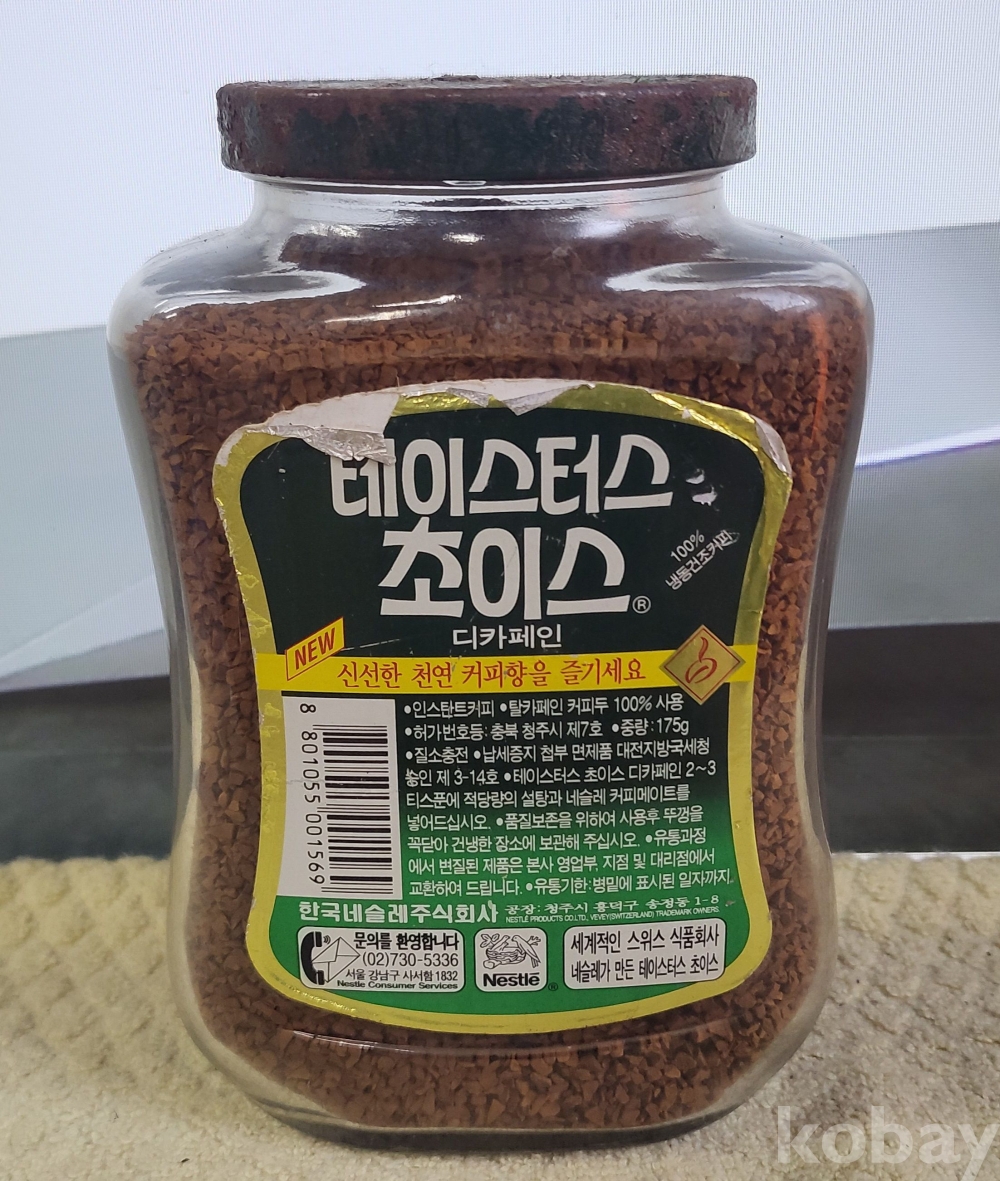 테이스터스
초이스®
100%
냉동건조커피
디카페인
NEW
신선한 천연 커피향을 즐기세요
8 801055 001569
•인스탄트커피 •탈카페인 커피두 100% 사용
•허가번호등: 충북 청주시 제7호 •중량: 175g
•질소충전 •납세증지 첩부 면제품 대전지방국세청
승인 제 3-14호 •테이스터스 초이스 디카페인 2~3
티스푼에 적당량의 설탕과 네슬레 커피메이트를
넣어드십시오. •품질보존을 위하여 사용후 뚜껑을
꼭닫아 건냉한 장소에 보관해 주십시오. •유통과정
에서 변질된 제품은 본사 영업부, 지점 및 대리점에서
교환하여 드립니다. •유통기한: 병밑에 표시된 일자까지.
한국네슬레주식회사 공장: 청주시 흥덕구 송정동 1-8
NESTLÉ PRODUCTS CO.LTD., VEVEY(SWITZERLAND) TRADEMARK OWNERS
문의를 환영합니다
(02)730-5336
서울 강남구 사서함 1832
Nestle Consumer Services
Nestlé®
세계적인 스위스 식품회사
네슬레가 만든 테이스터스 초이스
kobay